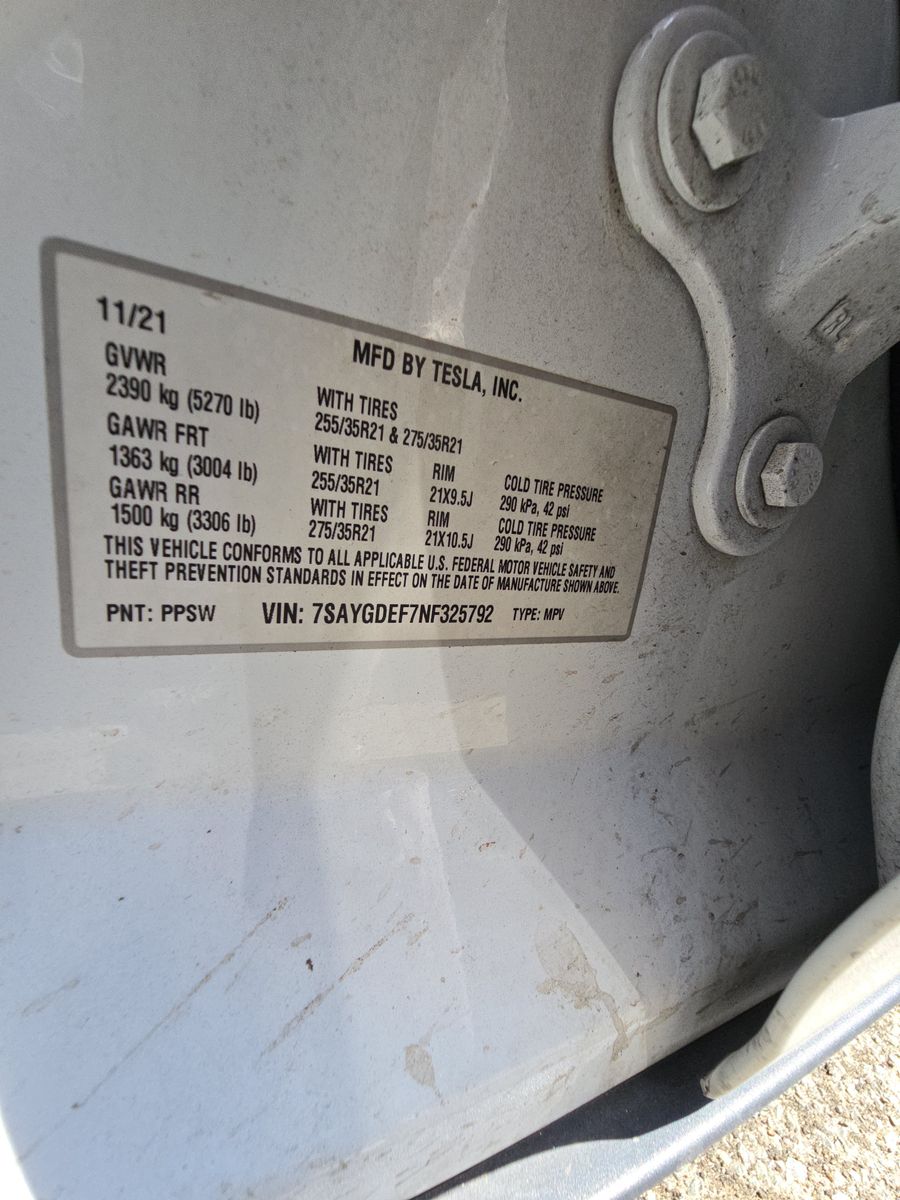 11/21
MFD BY TESLA, INC.
GVWR
2390 kg (5270 lb)
WITH TIRES
255/35R21 & 275/35R21
GAWR FRT
1363 kg (3004 lb)
WITH TIRES
255/35R21
RIM
21X9.5J
COLD TIRE PRESSURE
290 kPa, 42 psi
GAWR RR
1500 kg (3306 lb)
WITH TIRES
275/35R21
RIM
21X10.5J
COLD TIRE PRESSURE
290 kPa, 42 psi
THIS VEHICLE CONFORMS TO ALL APPLICABLE U.S. FEDERAL MOTOR VEHICLE SAFETY AND
THEFT PREVENTION STANDARDS IN EFFECT ON THE DATE OF MANUFACTURE SHOWN ABOVE.
PNT: PPSW VIN: 7SAYGDEF7NF325792 TYPE: MPV
RL